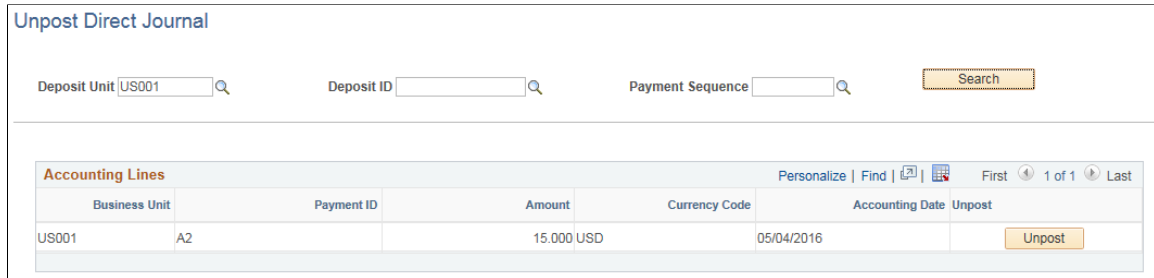 Unpost Direct Journal
Deposit Unit US001 Deposit ID Payment Sequence Search
Accounting Lines Personalize | Find | | First 1 of 1 Last
Business Unit Payment ID Amount Currency Code Accounting Date Unpost
US001 A2 15.000 USD 05/04/2016 Unpost